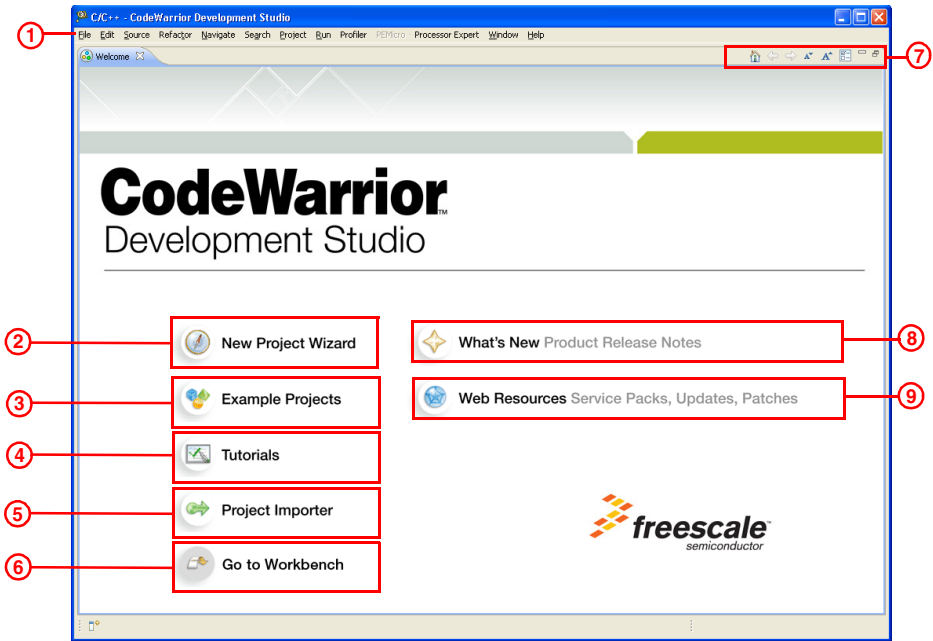 C/C++ - CodeWarrior Development Studio
1
File Edit Source Refactor Navigate Search Project Run Profiler PEMicro Processor Expert Window Help
Welcome
7
CodeWarrior™
Development Studio
2
New Project Wizard
8
What's New Product Release Notes
3
Example Projects
9
Web Resources Service Packs, Updates, Patches
4
Tutorials
5
Project Importer
6
Go to Workbench
freescale™
semiconductor